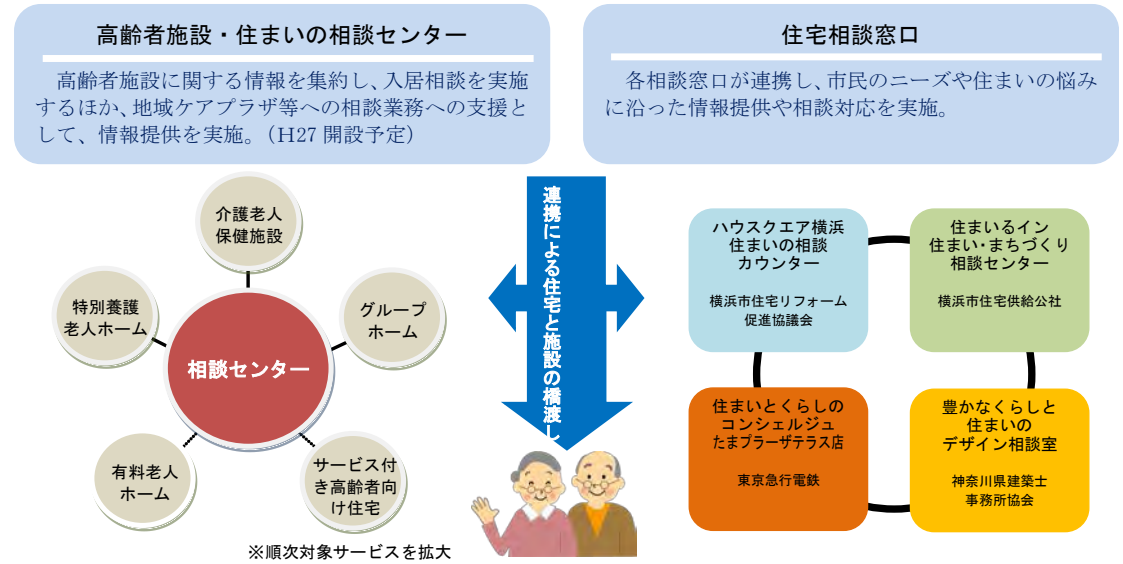 高齢者施設・住まいの相談センター
高齢者施設に関する情報を集約し、入居相談を実施
するほか、地域ケアプラザ等への相談業務への支援と
して、情報提供を実施。（H27 開設予定）
住宅相談窓口
各相談窓口が連携し、市民のニーズや住まいの悩み
に沿った情報提供や相談対応を実施。
介護老人
保健施設
特別養護
老人ホーム
グループ
ホーム
相談センター
有料老人
ホーム
サービス付
き高齢者向
け住宅
※順次対象サービスを拡大
連携による住宅と施設の橋渡し
ハウスクエア横浜
住まいの相談
カウンター
横浜市住宅リフォーム
促進協議会
住まいるイン
住まい・まちづくり
相談センター
横浜市住宅供給公社
住まいとくらしの
コンシェルジュ
たまプラーザテラス店
東京急行電鉄
豊かなくらしと
住まいの
デザイン相談室
神奈川県建築士
事務所協会